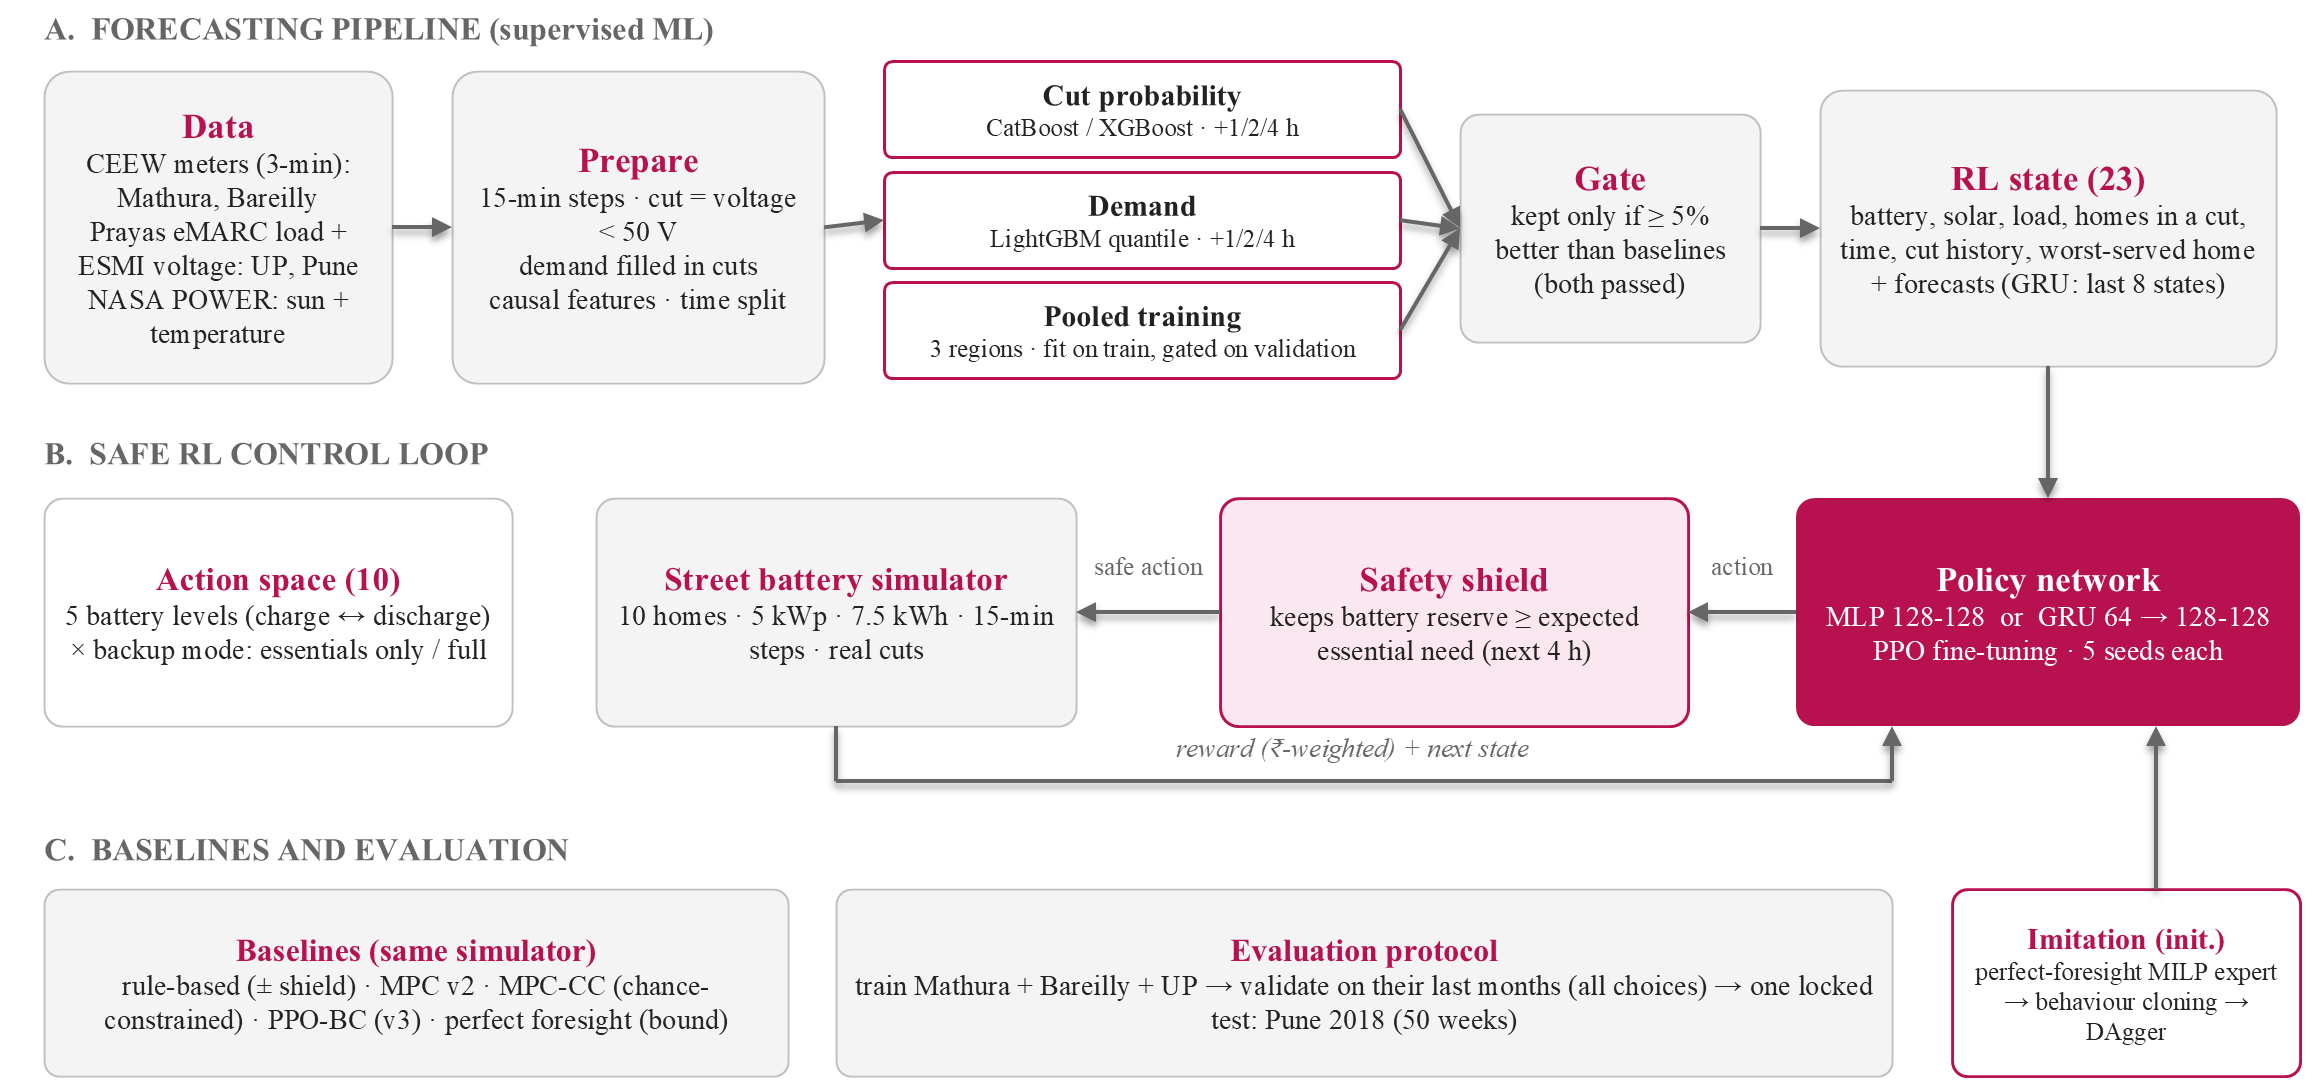 A. FORECASTING PIPELINE (supervised ML)
Data
CEEW meters (3-min):
Mathura, Bareilly
Prayas eMARC load +
ESMI voltage: UP, Pune
NASA POWER: sun +
temperature
Prepare
15-min steps · cut = voltage
< 50 V
demand filled in cuts
causal features · time split
Cut probability
CatBoost / XGBoost · +1/2/4 h
Demand
LightGBM quantile · +1/2/4 h
Pooled training
3 regions · fit on train, gated on validation
Gate
kept only if ≥ 5%
better than baselines
(both passed)
RL state (23)
battery, solar, load, homes in a cut,
time, cut history, worst-served home
+ forecasts (GRU: last 8 states)
B. SAFE RL CONTROL LOOP
Action space (10)
5 battery levels (charge ↔ discharge)
× backup mode: essentials only / full
Street battery simulator
10 homes · 5 kWp · 7.5 kWh · 15-min
steps · real cuts
safe action
Safety shield
keeps battery reserve ≥ expected
essential need (next 4 h)
action
Policy network
MLP 128-128 or GRU 64 → 128-128
PPO fine-tuning · 5 seeds each
reward (₹-weighted) + next state
C. BASELINES AND EVALUATION
Baselines (same simulator)
rule-based (± shield) · MPC v2 · MPC-CC (chance-
constrained) · PPO-BC (v3) · perfect foresight (bound)
Evaluation protocol
train Mathura + Bareilly + UP → validate on their last months (all choices) → one locked
test: Pune 2018 (50 weeks)
Imitation (init.)
perfect-foresight MILP expert
→ behaviour cloning →
DAgger